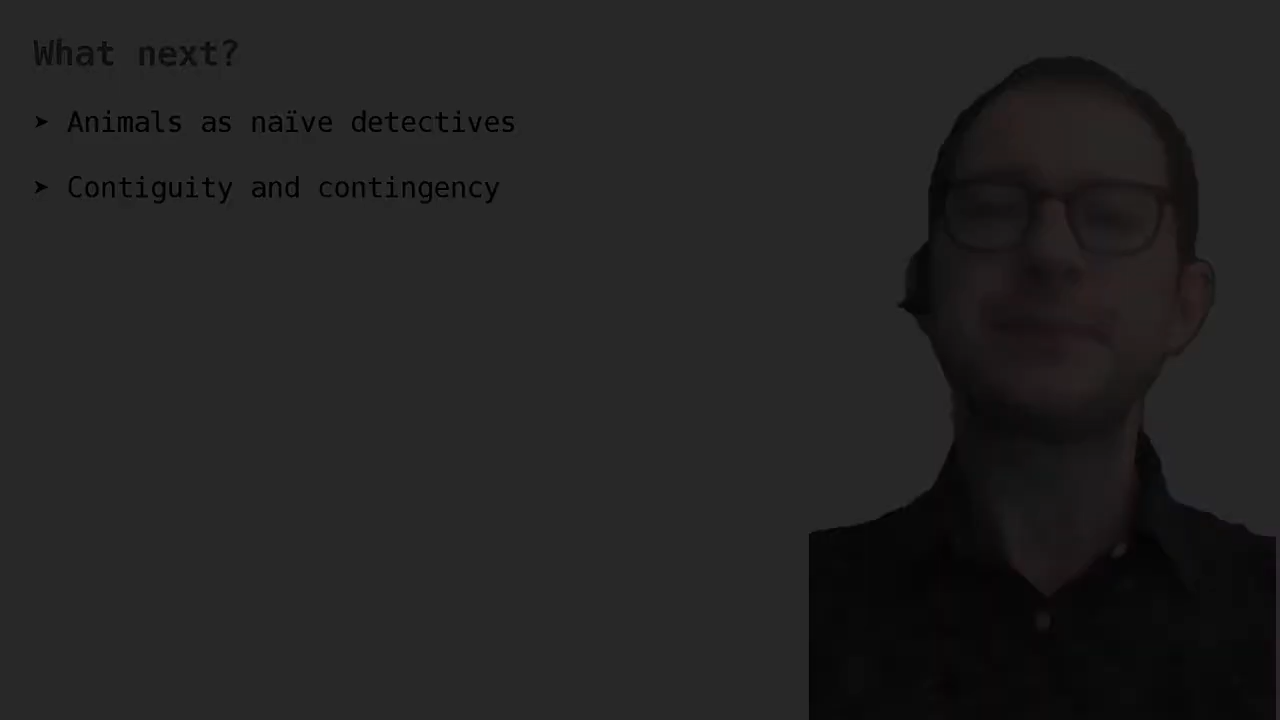 What next?
➤ Animals as naïve detectives
➤ Contiguity and contingency